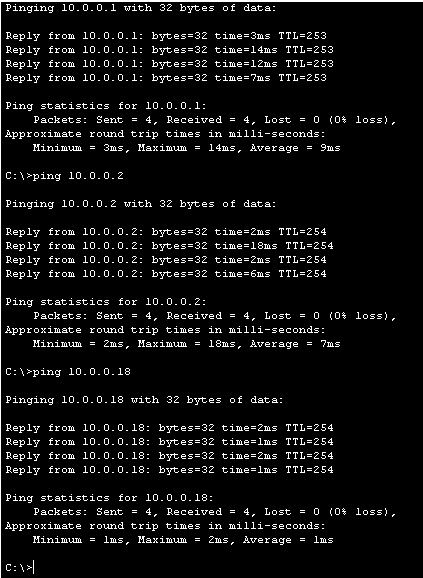 Pinging 10.0.0.1 with 32 bytes of data:
Reply from 10.0.0.1: bytes=32 time=3ms TTL=253
Reply from 10.0.0.1: bytes=32 time=14ms TTL=253
Reply from 10.0.0.1: bytes=32 time=12ms TTL=253
Reply from 10.0.0.1: bytes=32 time=7ms TTL=253
Ping statistics for 10.0.0.1:
    Packets: Sent = 4, Received = 4, Lost = 0 (0% loss),
Approximate round trip times in milli-seconds:
    Minimum = 3ms, Maximum = 14ms, Average = 9ms
C:\>ping 10.0.0.2
Pinging 10.0.0.2 with 32 bytes of data:
Reply from 10.0.0.2: bytes=32 time=2ms TTL=254
Reply from 10.0.0.2: bytes=32 time=18ms TTL=254
Reply from 10.0.0.2: bytes=32 time=2ms TTL=254
Reply from 10.0.0.2: bytes=32 time=6ms TTL=254
Ping statistics for 10.0.0.2:
    Packets: Sent = 4, Received = 4, Lost = 0 (0% loss),
Approximate round trip times in milli-seconds:
    Minimum = 2ms, Maximum = 18ms, Average = 7ms
C:\>ping 10.0.0.18
Pinging 10.0.0.18 with 32 bytes of data:
Reply from 10.0.0.18: bytes=32 time=2ms TTL=254
Reply from 10.0.0.18: bytes=32 time=1ms TTL=254
Reply from 10.0.0.18: bytes=32 time=2ms TTL=254
Reply from 10.0.0.18: bytes=32 time=1ms TTL=254
Ping statistics for 10.0.0.18:
    Packets: Sent = 4, Received = 4, Lost = 0 (0% loss),
Approximate round trip times in milli-seconds:
    Minimum = 1ms, Maximum = 2ms, Average = 1ms
C:\>